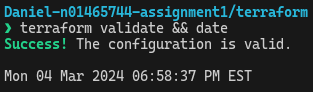 Daniel-n01465744-assignment1/terraform
❯ terraform validate && date
Success! The configuration is valid.
Mon 04 Mar 2024 06:58:37 PM EST